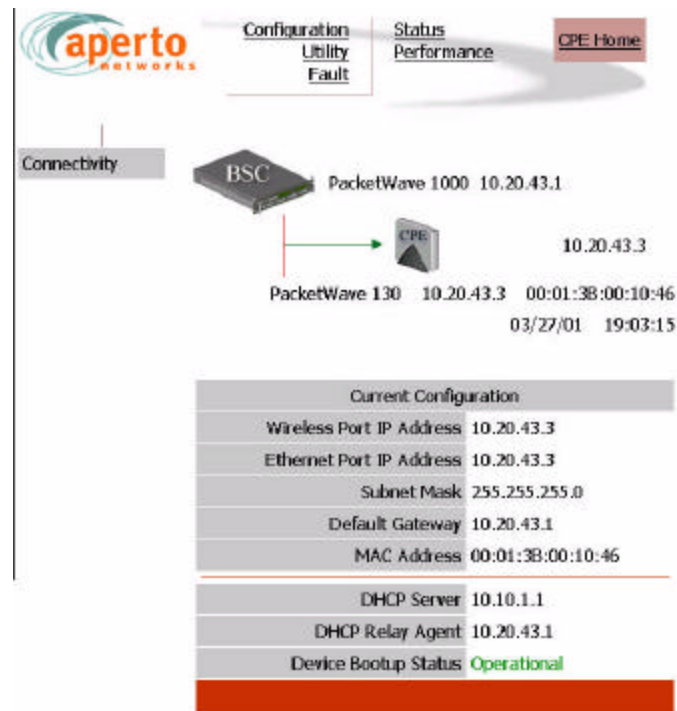 aperto
networks
Configuration
Utility
Fault
Status
Performance
CPE Home
Connectivity
BSC
PacketWave 1000 10.20.43.1
CPE
10.20.43.3
PacketWave 130 10.20.43.3 00:01:3B:00:10:46
03/27/01 19:03:15
Current Configuration
Wireless Port IP Address 10.20.43.3
Ethernet Port IP Address 10.20.43.3
Subnet Mask 255.255.255.0
Default Gateway 10.20.43.1
MAC Address 00:01:3B:00:10:46
DHCP Server 10.10.1.1
DHCP Relay Agent 10.20.43.1
Device Bootup Status Operational